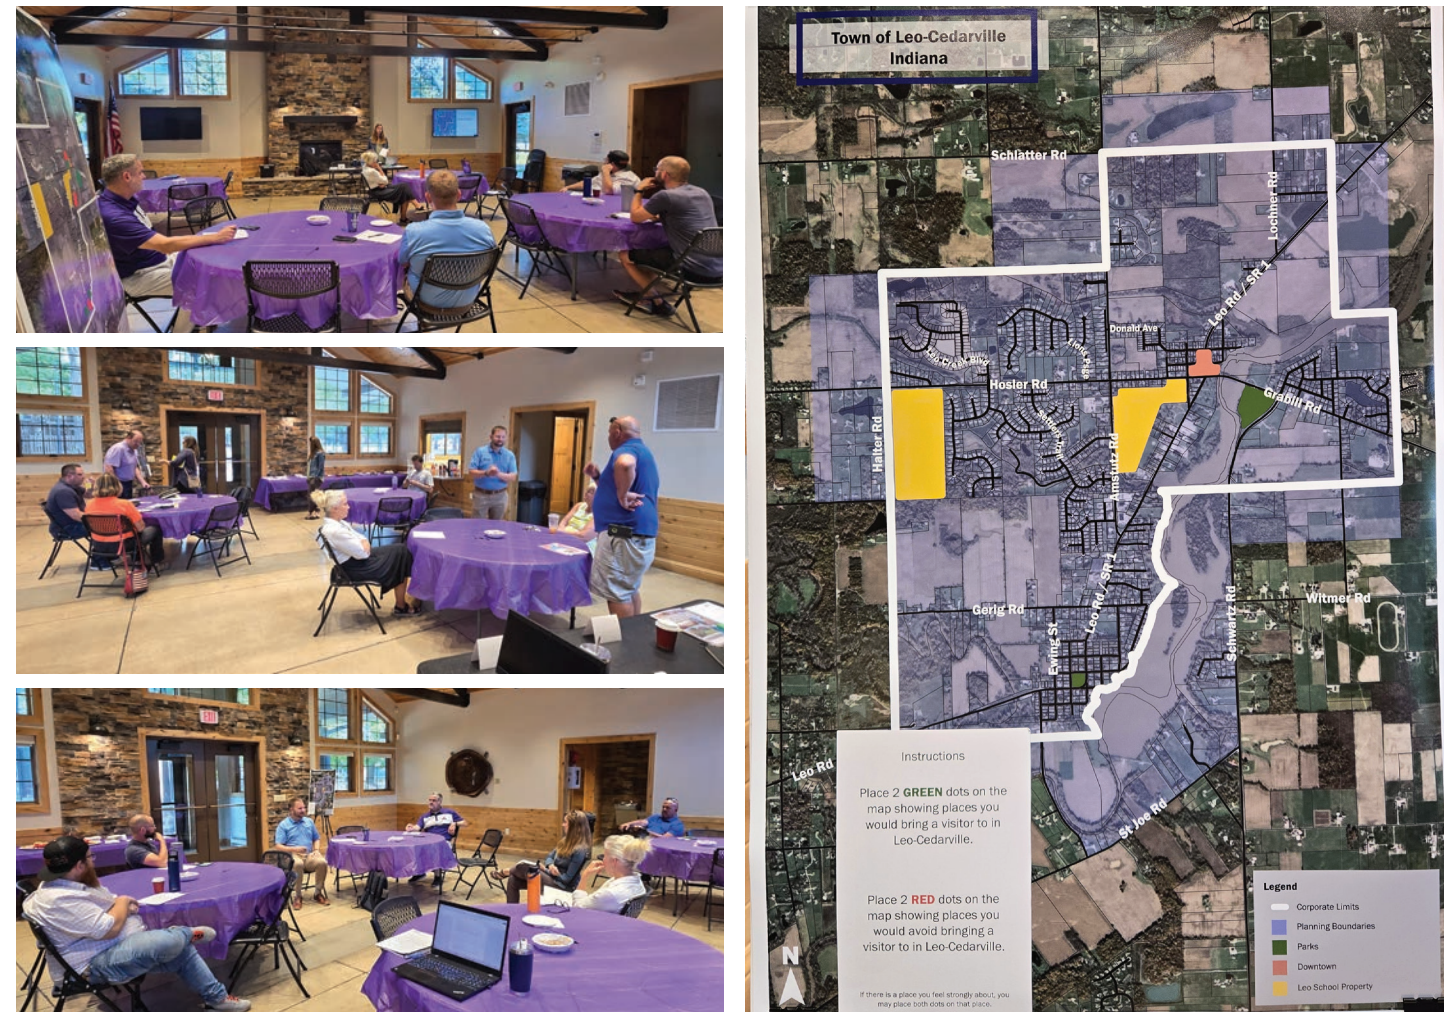 EXIT
EXIT
Town of Leo-Cedarville
Indiana
Schlatter Rd
Lochner Rd
Leo Rd / SR 1
Donald Ave
Lions Passe
Leo Creek Blvd
Hosler Rd
Grabill Rd
Halter Rd
Amstutz Rd
Leo Rd / SR 1
Gerig Rd
Ewing St
Schwartz Rd
Witmer Rd
Leo Rd
St Joe Rd
Instructions
Place 2 GREEN dots on the
map showing places you
would bring a visitor to in
Leo-Cedarville.
Place 2 RED dots on the
map showing places you
would avoid bringing a
visitor to in Leo-Cedarville.
If there is a place you feel strongly about, you
may place both dots on that place.
N
Legend
Corporate Limits
Planning Boundaries
Parks
Downtown
Leo School Property